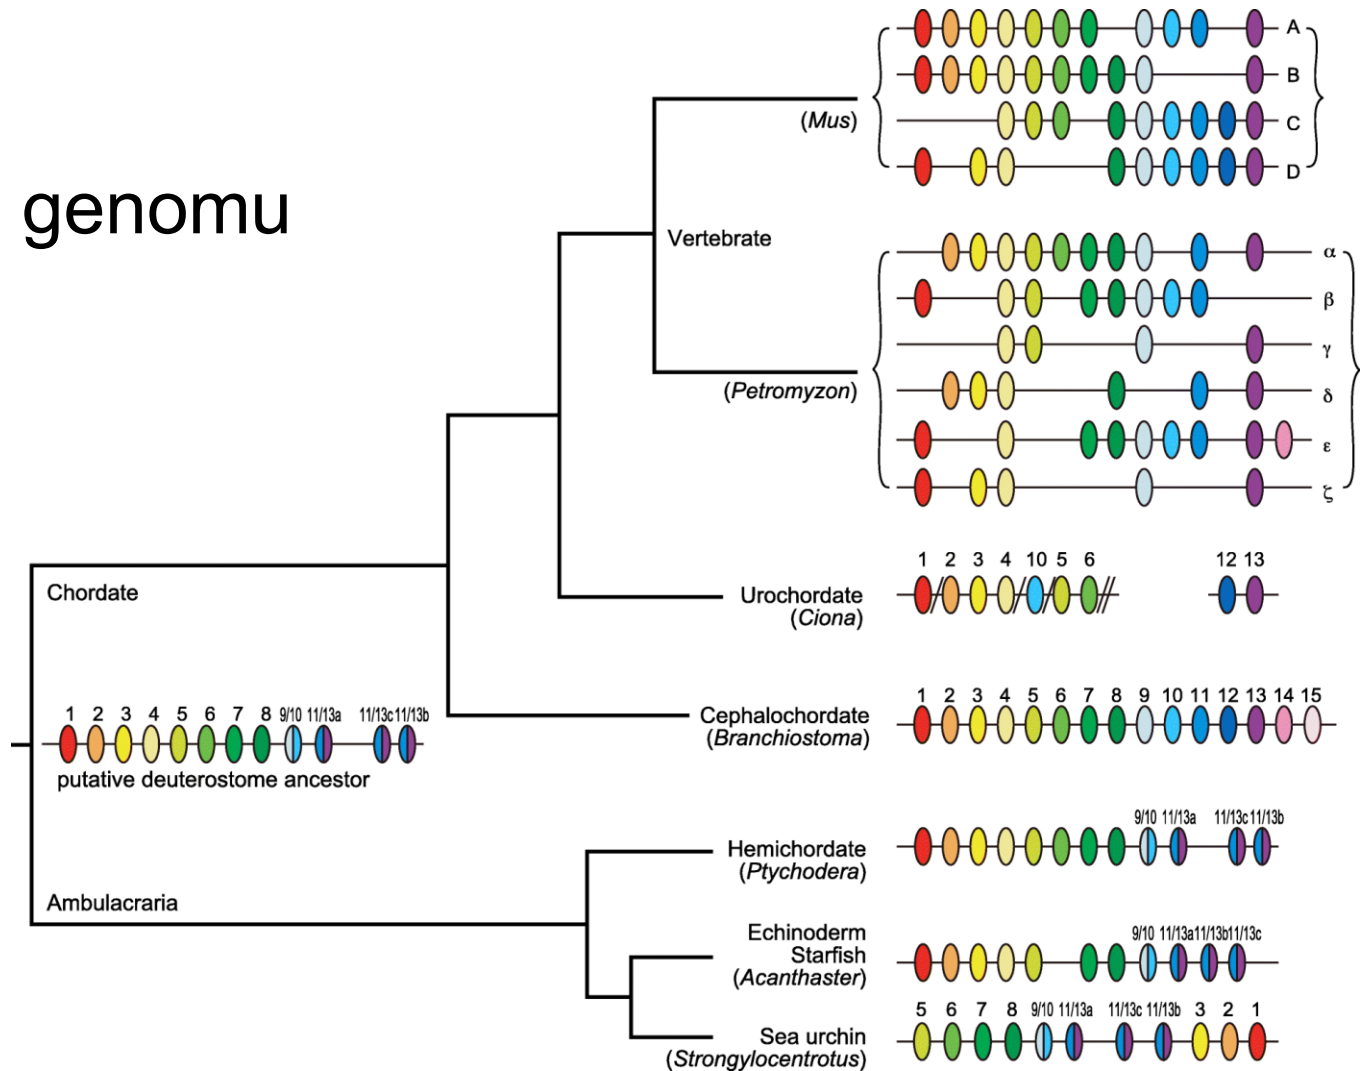 genomu
A
B
(Mus)
C
D
Vertebrate
α
β
γ
(Petromyzon)
δ
ε
ζ
1 2 3 4 10 5 6 12 13
Urochordate
(Ciona)
Chordate
1 2 3 4 5 6 7 8 9 10 11 12 13 14 15
Cephalochordate
(Branchiostoma)
1 2 3 4 5 6 7 8 9/10 11/13a 11/13c 11/13b
putative deuterostome ancestor
9/10 11/13a 11/13c 11/13b
Hemichordate
(Ptychodera)
Ambulacraria
Echinoderm
Starfish
(Acanthaster)
9/10 11/13a 11/13b 11/13c
5 6 7 8 9/10 11/13a 11/13c 11/13b 3 2 1
Sea urchin
(Strongylocentrotus)